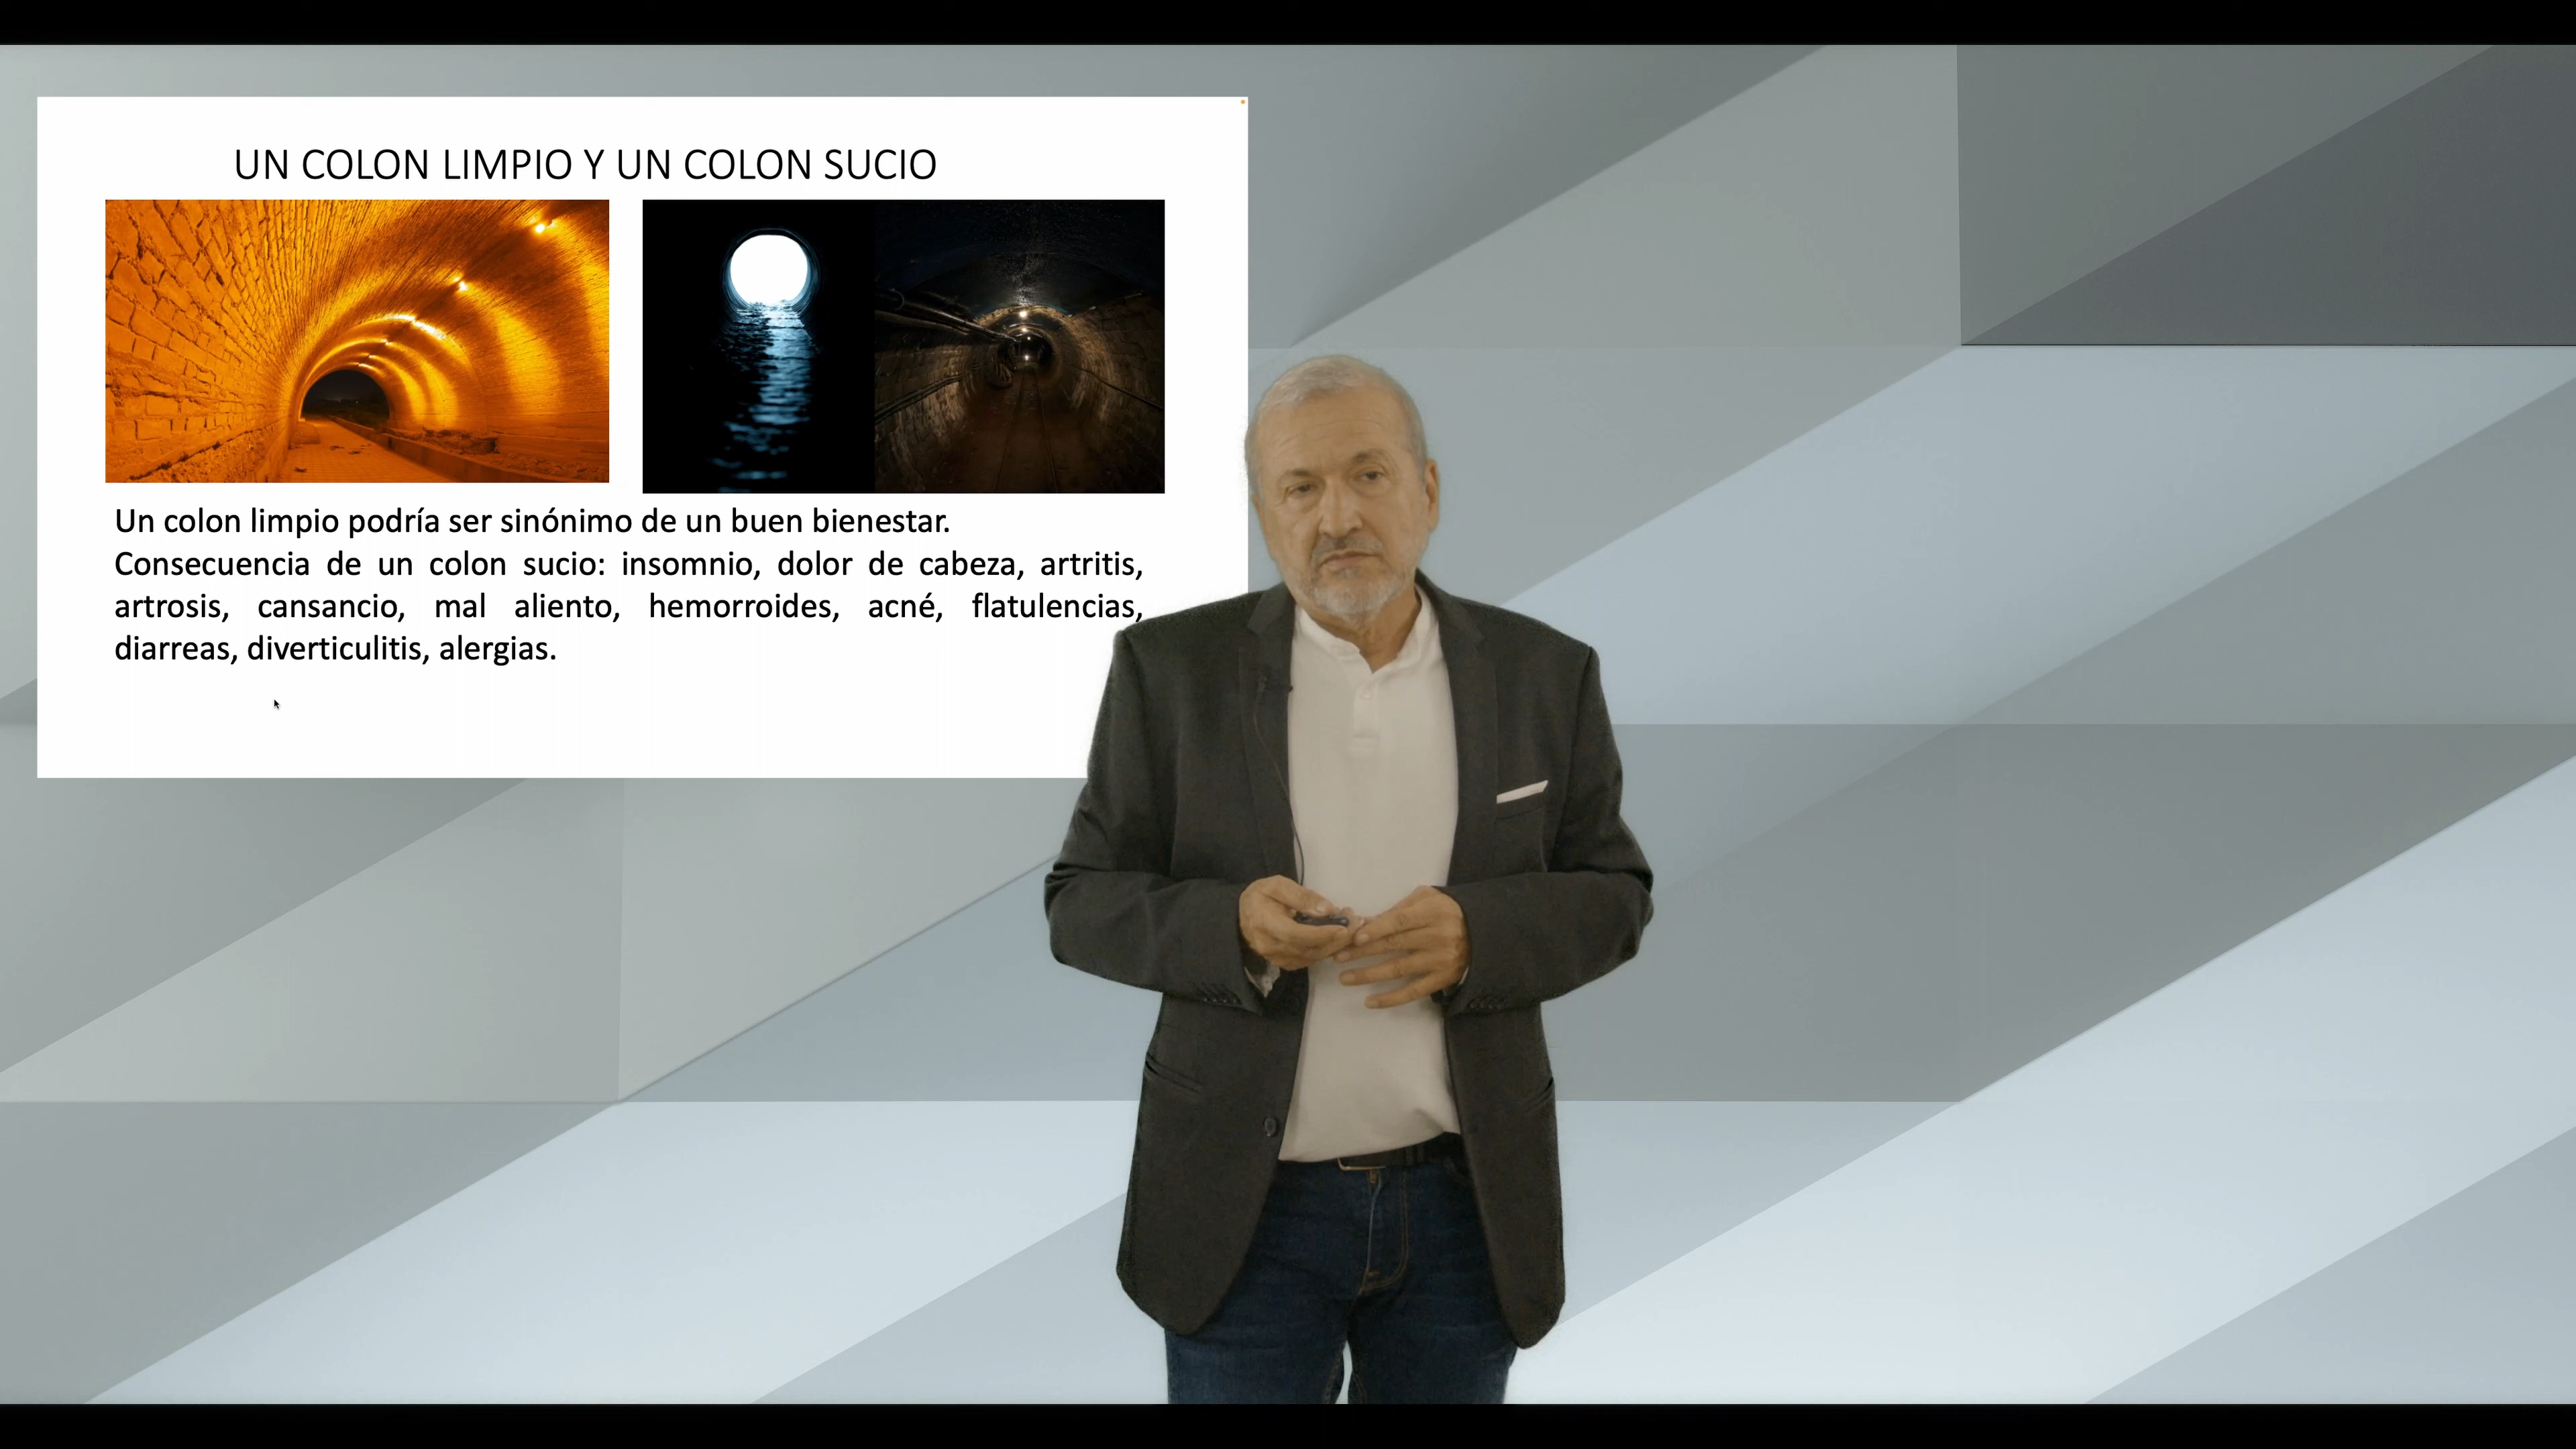 UN COLON LIMPIO Y UN COLON SUCIO
Un colon limpio podría ser sinónimo de un buen bienestar.
Consecuencia de un colon sucio: insomnio, dolor de cabeza, artritis,
artrosis, cansancio, mal aliento, hemorroides, acné, flatulencias,
diarreas, diverticulitis, alergias.